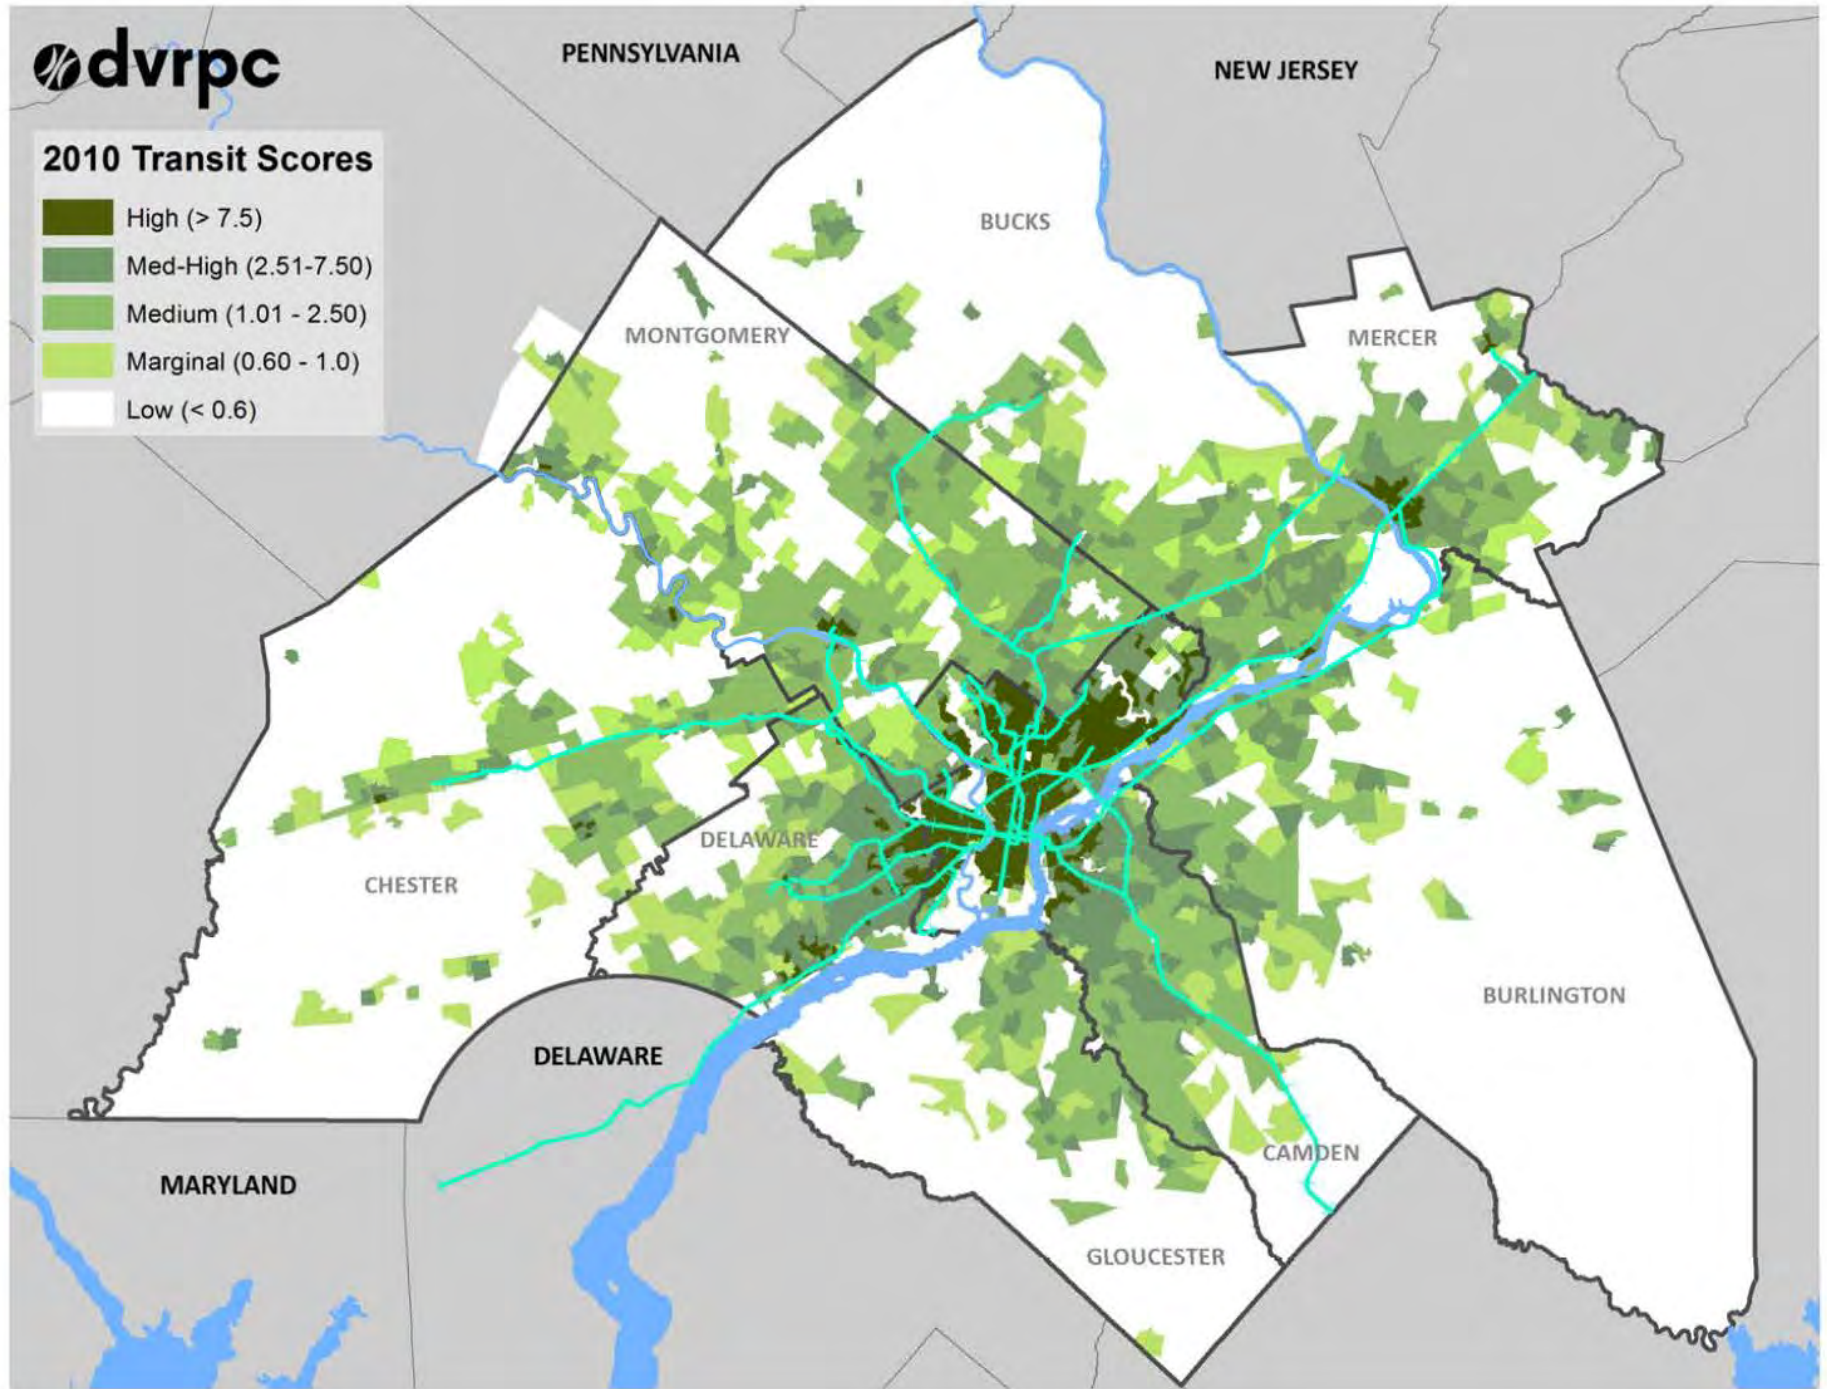 dvrpc
2010 Transit Scores
High (> 7.5)
Med-High (2.51-7.50)
Medium (1.01 - 2.50)
Marginal (0.60 - 1.0)
Low (< 0.6)
PENNSYLVANIA
NEW JERSEY
BUCKS
MONTGOMERY
MERCER
DELAWARE
CHESTER
BURLINGTON
DELAWARE
CAMDEN
MARYLAND
GLOUCESTER